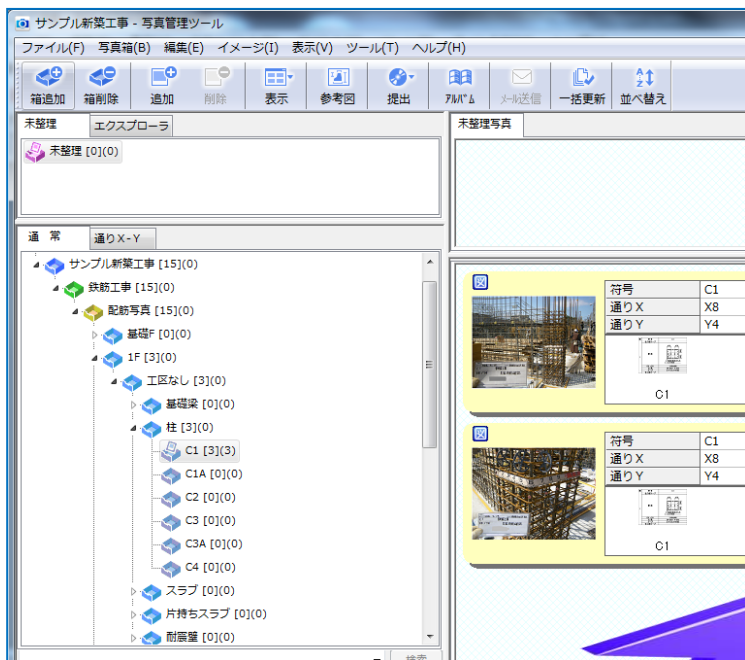 サンプル新築工事 - 写真管理ツール
ファイル(F) 写真箱(B) 編集(E) イメージ(I) 表示(V) ツール(T) ヘルプ(H)
箱追加 箱削除 追加 削除 表示 参考図 提出 ｱﾙﾊﾞﾑ ﾒｰﾙ送信 一括更新 並べ替え
未整理 エクスプローラ
未整理 [0](0)
未整理写真
通 常 通りX-Y
サンプル新築工事 [15](0)
鉄筋工事 [15](0)
配筋写真 [15](0)
基礎F [0](0)
1F [3](0)
工区なし [3](0)
基礎梁 [0](0)
柱 [3](0)
C1 [3](3)
C1A [0](0)
C2 [0](0)
C3 [0](0)
C3A [0](0)
C4 [0](0)
スラブ [0](0)
片持ちスラブ [0](0)
耐震壁 [0](0)
検索
符号 C1
通りX X8
通りY Y4
C1
符号 C1
通りX X8
通りY Y4
C1